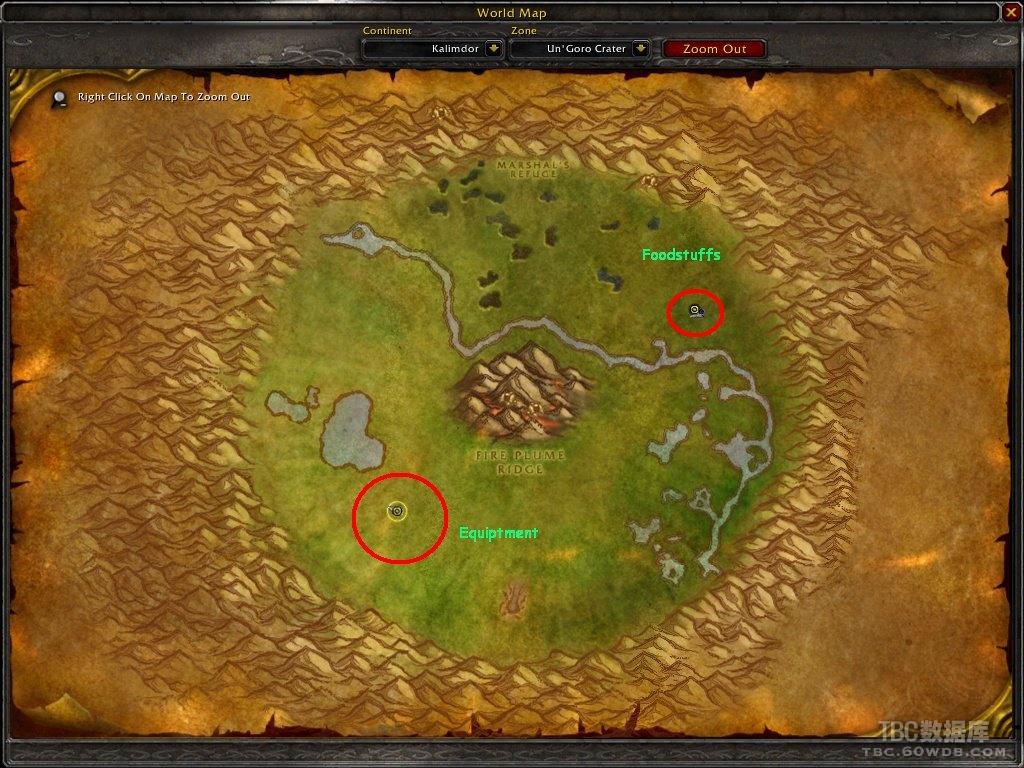 World Map
Continent
Zone
Kalimdor
Un'Goro Crater
Zoom Out
Right Click On Map To Zoom Out
MARSHAL'S
REFUGE
Foodstuffs
FIRE PLUME
RIDGE
Equiptment
TBC数据库
TBC.60WDB.COM